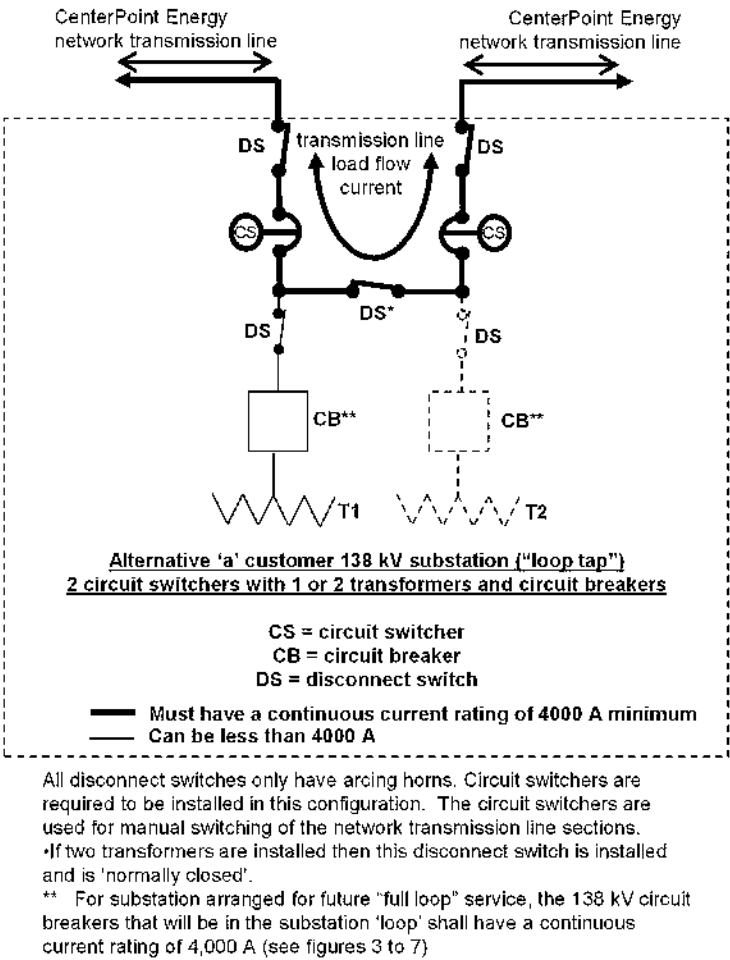 CenterPoint Energy
network transmission line
CenterPoint Energy
network transmission line
DS
transmission line
load flow
current
DS
CS
CS
DS*
DS
DS
CB**
CB**
T1
T2
Alternative 'a' customer 138 kV substation ("loop tap")
2 circuit switchers with 1 or 2 transformers and circuit breakers
CS = circuit switcher
CB = circuit breaker
DS = disconnect switch
Must have a continuous current rating of 4000 A minimum
Can be less than 4000 A
All disconnect switches only have arcing horns. Circuit switchers are
required to be installed in this configuration. The circuit switchers are
used for manual switching of the network transmission line sections.
•If two transformers are installed then this disconnect switch is installed
and is 'normally closed'.
** For substation arranged for future "full loop" service, the 138 kV circuit
breakers that will be in the substation 'loop' shall have a continuous
current rating of 4,000 A (see figures 3 to 7)